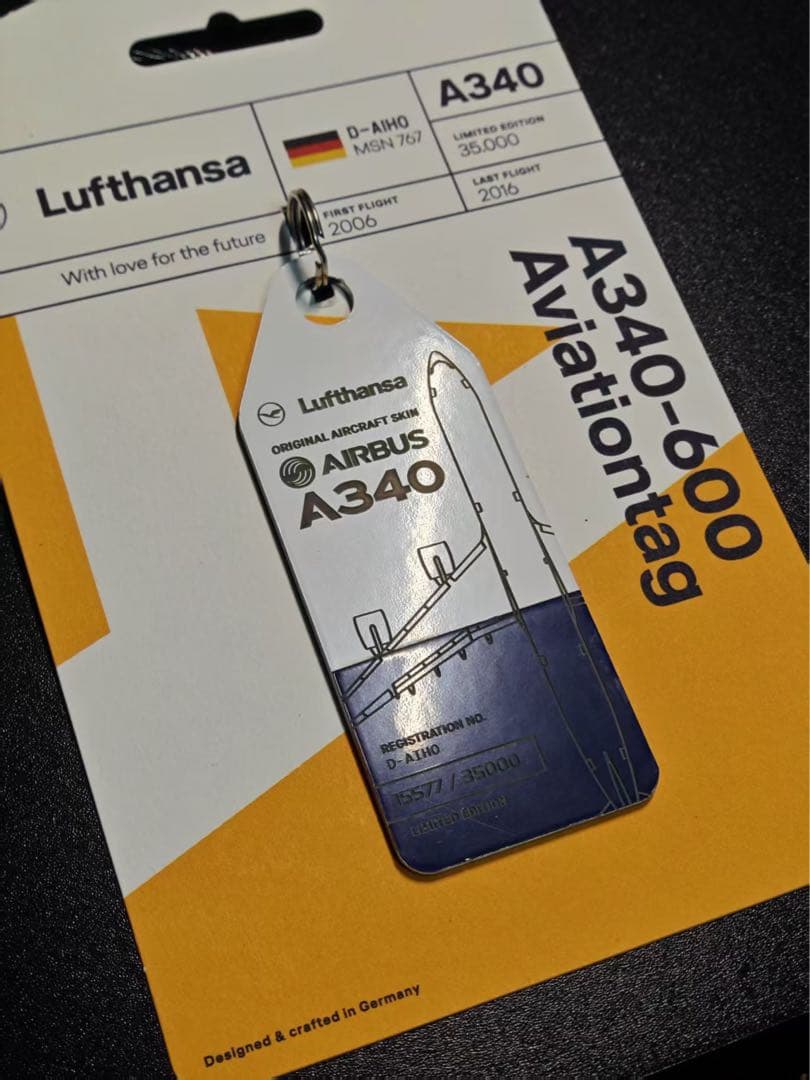 Lufthansa
D-AIHO
MSN 767
A340
LIMITED EDITION
35.000
With love for the future
FIRST FLIGHT
2006
LAST FLIGHT
2016
A340-600
Aviationtag
Lufthansa
ORIGINAL AIRCRAFT SKIN
AIRBUS
A340
REGISTRATION NO.
D-AIHO
15577 / 35000
LIMITED EDITION
Designed & crafted in Germany